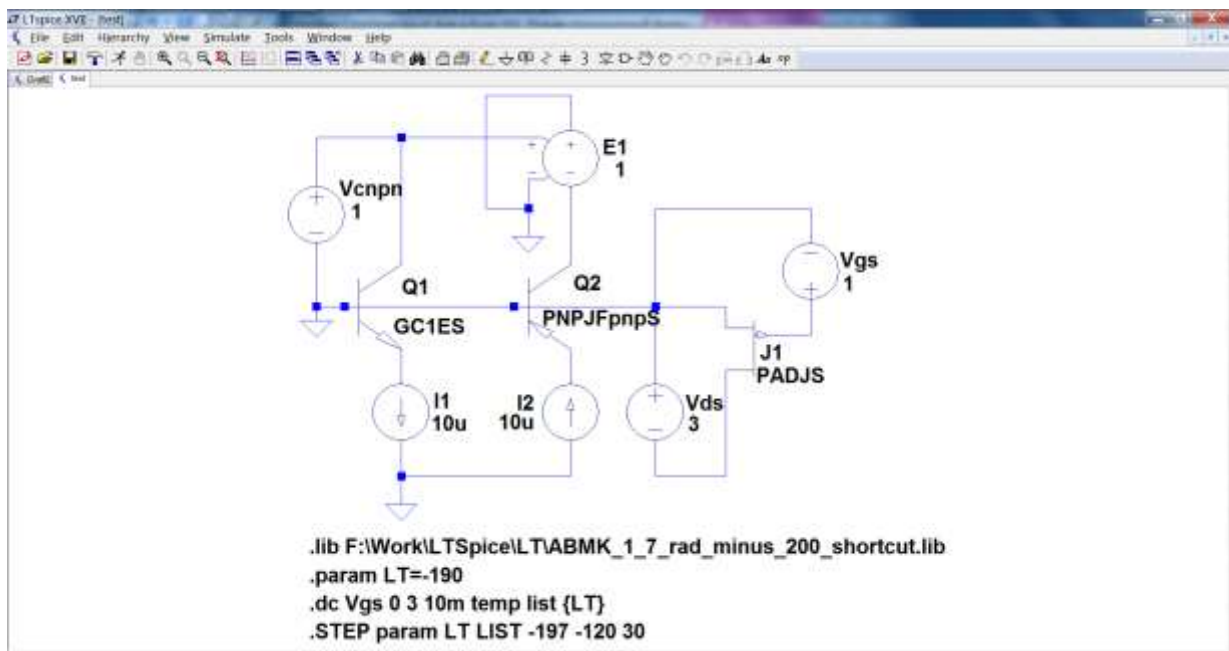 LTspice XVII - [test]
File Edit Hierarchy View Simulate Tools Window Help
test
E1
1
Vcnpn
1
Vgs
1
Q1
Q2
GC1ES
PNPJFpnpS
J1
PADJS
I1
10u
I2
10u
Vds
3
.lib F:\Work\LTSpice\LT\ABMK_1_7_rad_minus_200_shortcut.lib
.param LT=-190
.dc Vgs 0 3 10m temp list {LT}
.STEP param LT LIST -197 -120 30